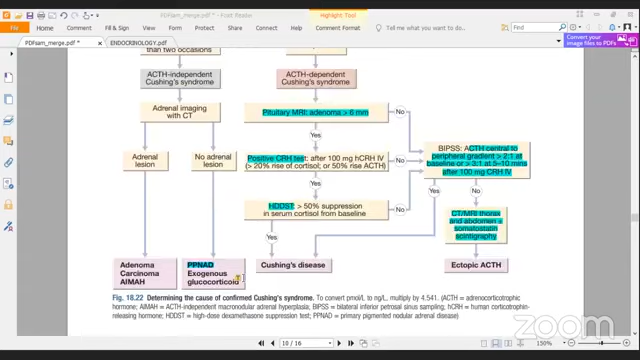 PDFsam_merge.pdf * - Foxit Reader
Highlight Tool
File
Home
Comment
Fill & Sign
Protect
Share
Help
Comment Format
Tell me what you want to do...
Find
PDFsam_merge.pdf *
ENDOCRINOLOGY.pdf
Convert your
image files to PDFs
than two occasions
ACTH-independent
Cushing's syndrome
ACTH-dependent
Cushing's syndrome
Adrenal imaging
with CT
Pituitary MRI: adenoma > 6 mm
No
Yes
Adrenal
lesion
No adrenal
lesion
Positive CRH test: after 100 mg hCRH IV
(> 20% rise of cortisol or 50% rise ACTH)
No
BIPSS: ACTH central to
peripheral gradient > 2:1 at
baseline or > 3:1 at 5–10 mins
after 100 mg CRH IV
Yes
Yes
No
HDDST: > 50% suppression
in serum cortisol from baseline
No
CT/MRI thorax
and abdomen ±
somatostatin
scintigraphy
Yes
Adenoma
Carcinoma
AIMAH
PPNAD
Exogenous
glucocorticoid
Cushing's disease
Ectopic ACTH
Fig. 18.22 Determining the cause of confirmed Cushing's syndrome. To convert pmol/L to ng/L, multiply by 4.541. (ACTH = adrenocorticotrophic
hormone; AIMAH = ACTH-independent macronodular adrenal hyperplasia; BIPSS = bilateral inferior petrosal sinus sampling; hCRH = human corticotrophin-
releasing hormone; HDDST = high-dose dexamethasone suppression test; PPNAD = primary pigmented nodular adrenal disease)
zoom
10 / 16
150%